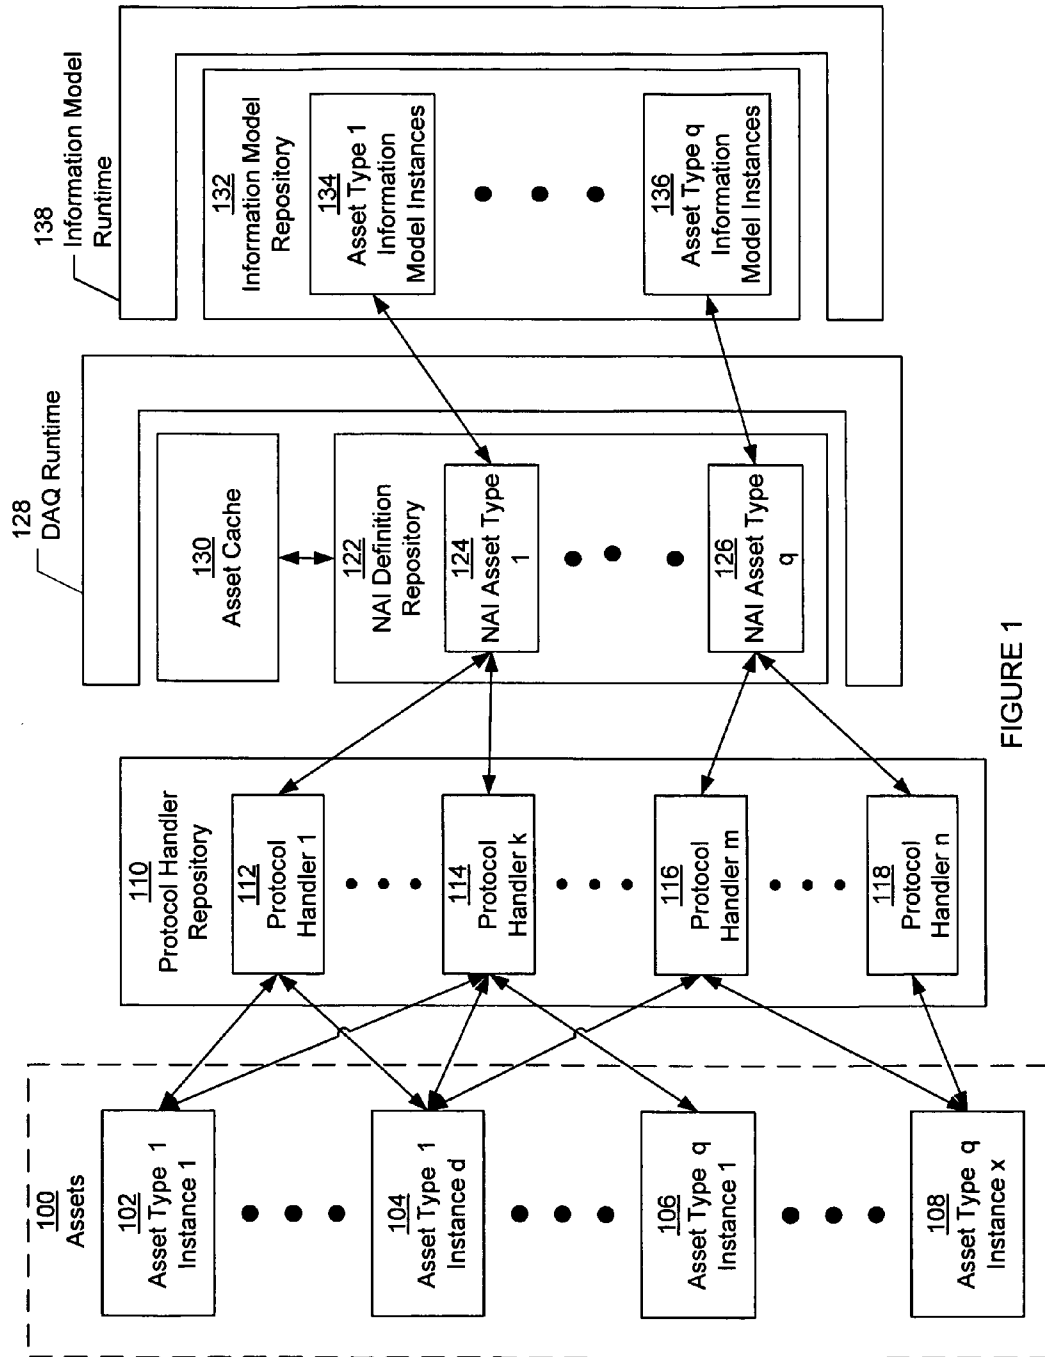 100
Assets
102
Asset Type 1
Instance 1
104
Asset Type 1
Instance d
106
Asset Type q
Instance 1
108
Asset Type q
Instance x
110
Protocol Handler
Repository
112
Protocol
Handler 1
114
Protocol
Handler k
116
Protocol
Handler m
118
Protocol
Handler n
128
DAQ Runtime
130
Asset Cache
122
NAI Definition
Repository
124
NAI Asset Type
1
126
NAI Asset Type
q
138
Information Model
Runtime
132
Information Model
Repository
134
Asset Type 1
Information
Model Instances
136
Asset Type q
Information
Model Instances
FIGURE 1